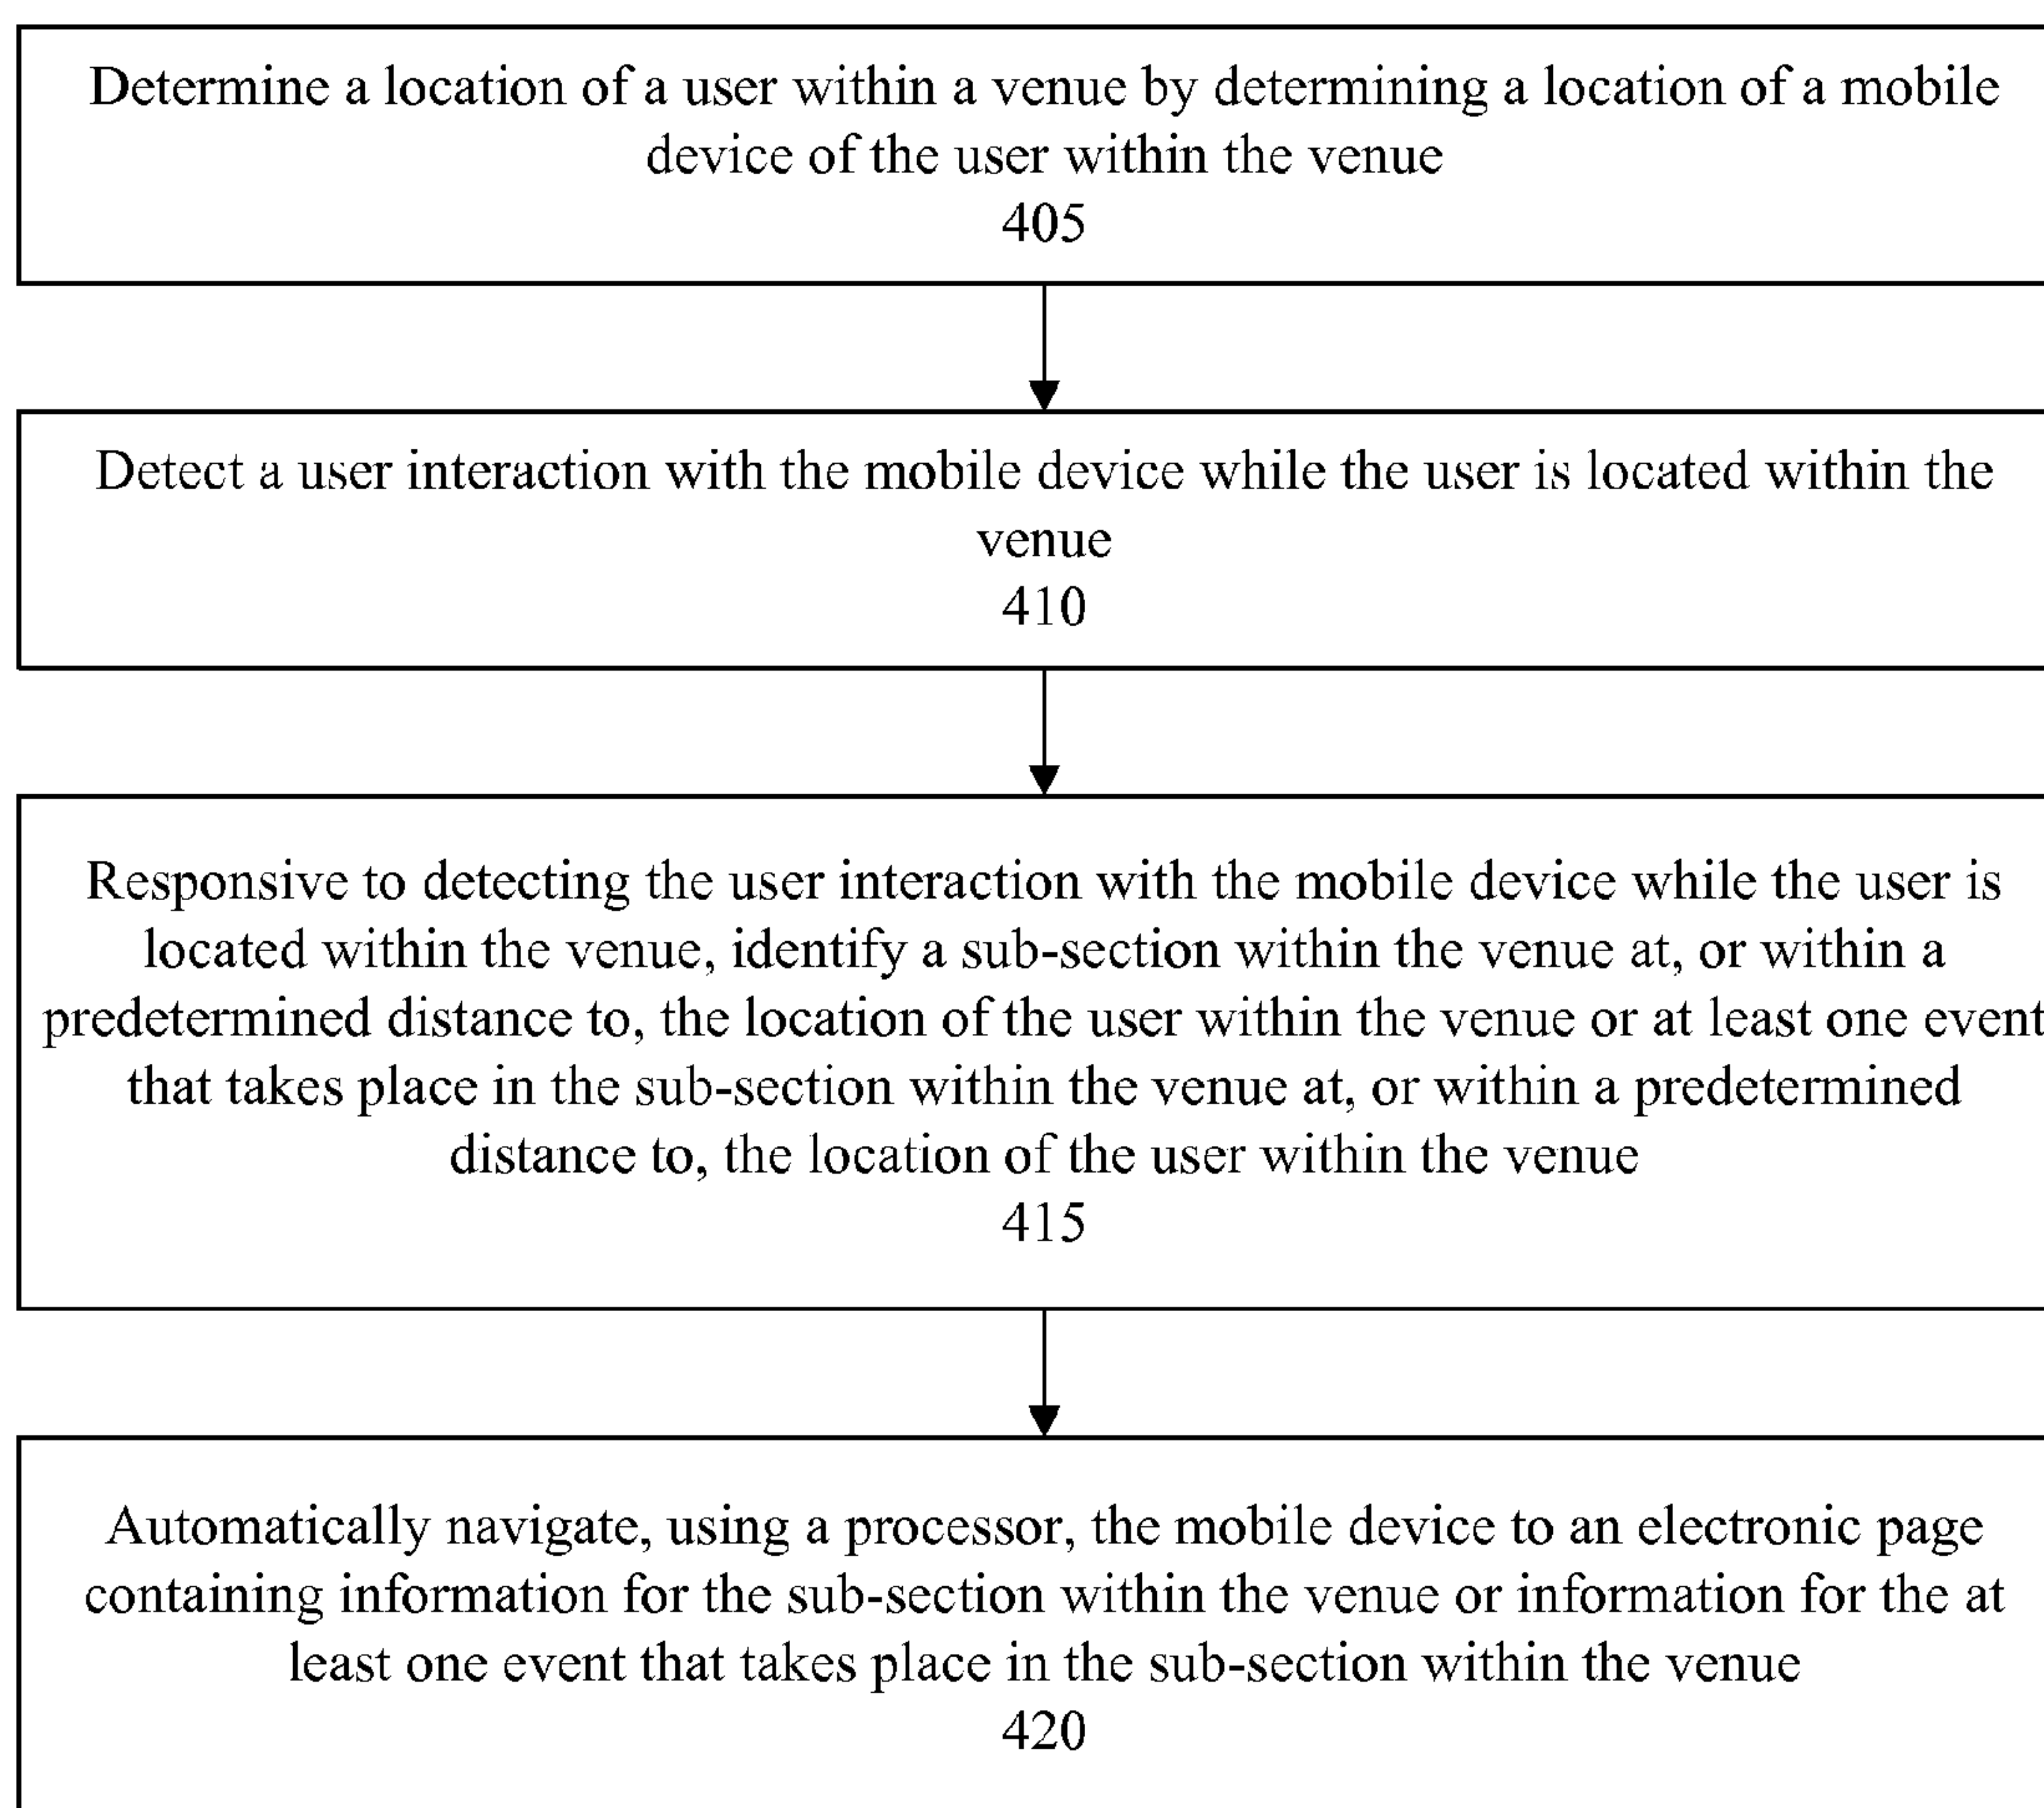 Determine a location of a user within a venue by determining a location of a mobile
device of the user within the venue
405
Detect a user interaction with the mobile device while the user is located within the
venue
410
Responsive to detecting the user interaction with the mobile device while the user is
located within the venue, identify a sub-section within the venue at, or within a
predetermined distance to, the location of the user within the venue or at least one event
that takes place in the sub-section within the venue at, or within a predetermined
distance to, the location of the user within the venue
415
Automatically navigate, using a processor, the mobile device to an electronic page
containing information for the sub-section within the venue or information for the at
least one event that takes place in the sub-section within the venue
420